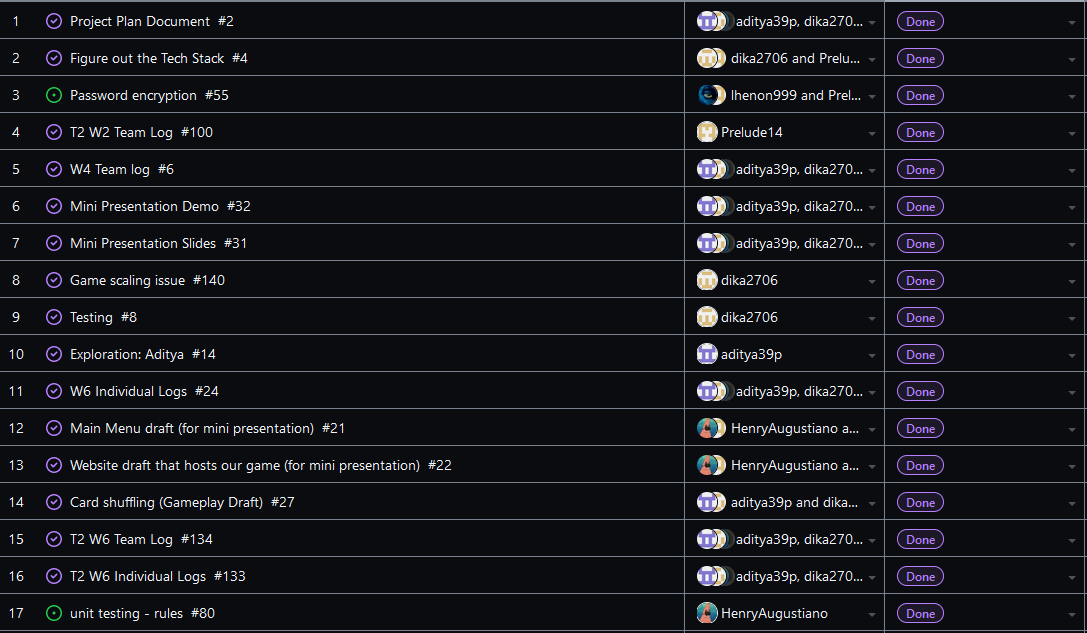 1 Project Plan Document #2 aditya39p, dika270... Done
2 Figure out the Tech Stack #4 dika2706 and Prelu... Done
3 Password encryption #55 lhenon999 and Prel... Done
4 T2 W2 Team Log #100 Prelude14 Done
5 W4 Team log #6 aditya39p, dika270... Done
6 Mini Presentation Demo #32 aditya39p, dika270... Done
7 Mini Presentation Slides #31 aditya39p, dika270... Done
8 Game scaling issue #140 dika2706 Done
9 Testing #8 dika2706 Done
10 Exploration: Aditya #14 aditya39p Done
11 W6 Individual Logs #24 aditya39p, dika270... Done
12 Main Menu draft (for mini presentation) #21 HenryAugustiano a... Done
13 Website draft that hosts our game (for mini presentation) #22 HenryAugustiano a... Done
14 Card shuffling (Gameplay Draft) #27 aditya39p and dika... Done
15 T2 W6 Team Log #134 aditya39p, dika270... Done
16 T2 W6 Individual Logs #133 aditya39p, dika270... Done
17 unit testing - rules #80 HenryAugustiano Done